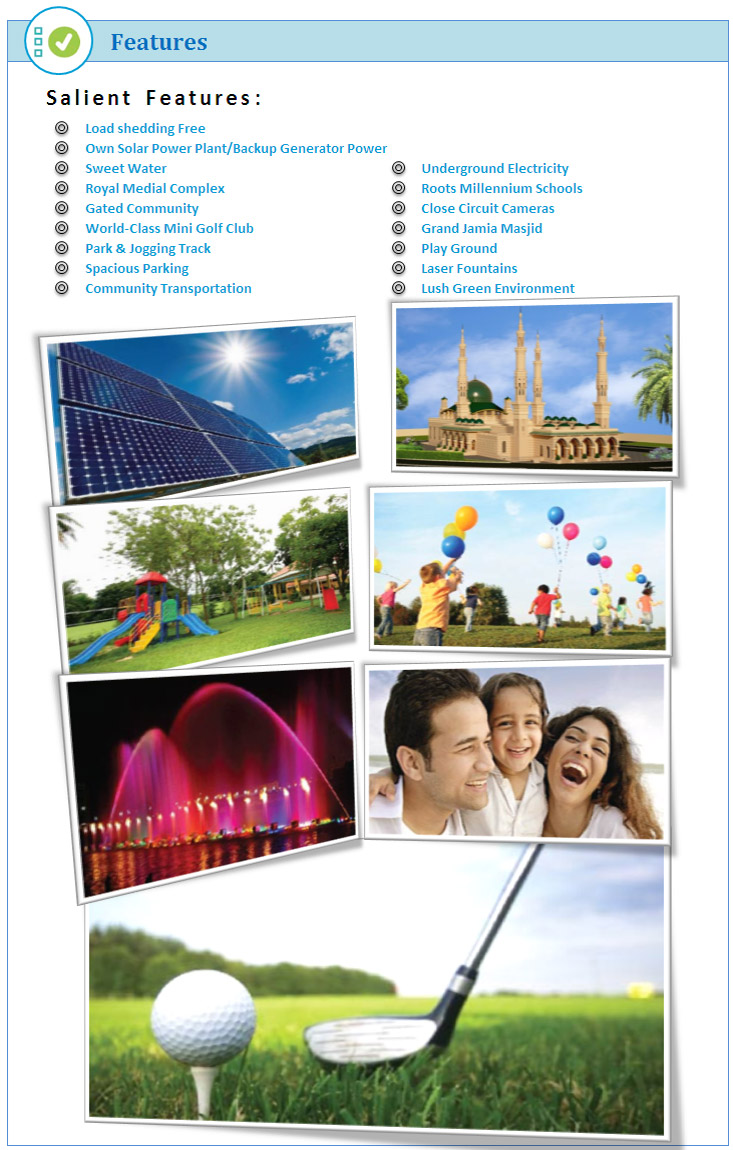 Features
Salient Features:
Load shedding Free
Own Solar Power Plant/Backup Generator Power
Sweet Water
Royal Medial Complex
Gated Community
World-Class Mini Golf Club
Park & Jogging Track
Spacious Parking
Community Transportation
Underground Electricity
Roots Millennium Schools
Close Circuit Cameras
Grand Jamia Masjid
Play Ground
Laser Fountains
Lush Green Environment